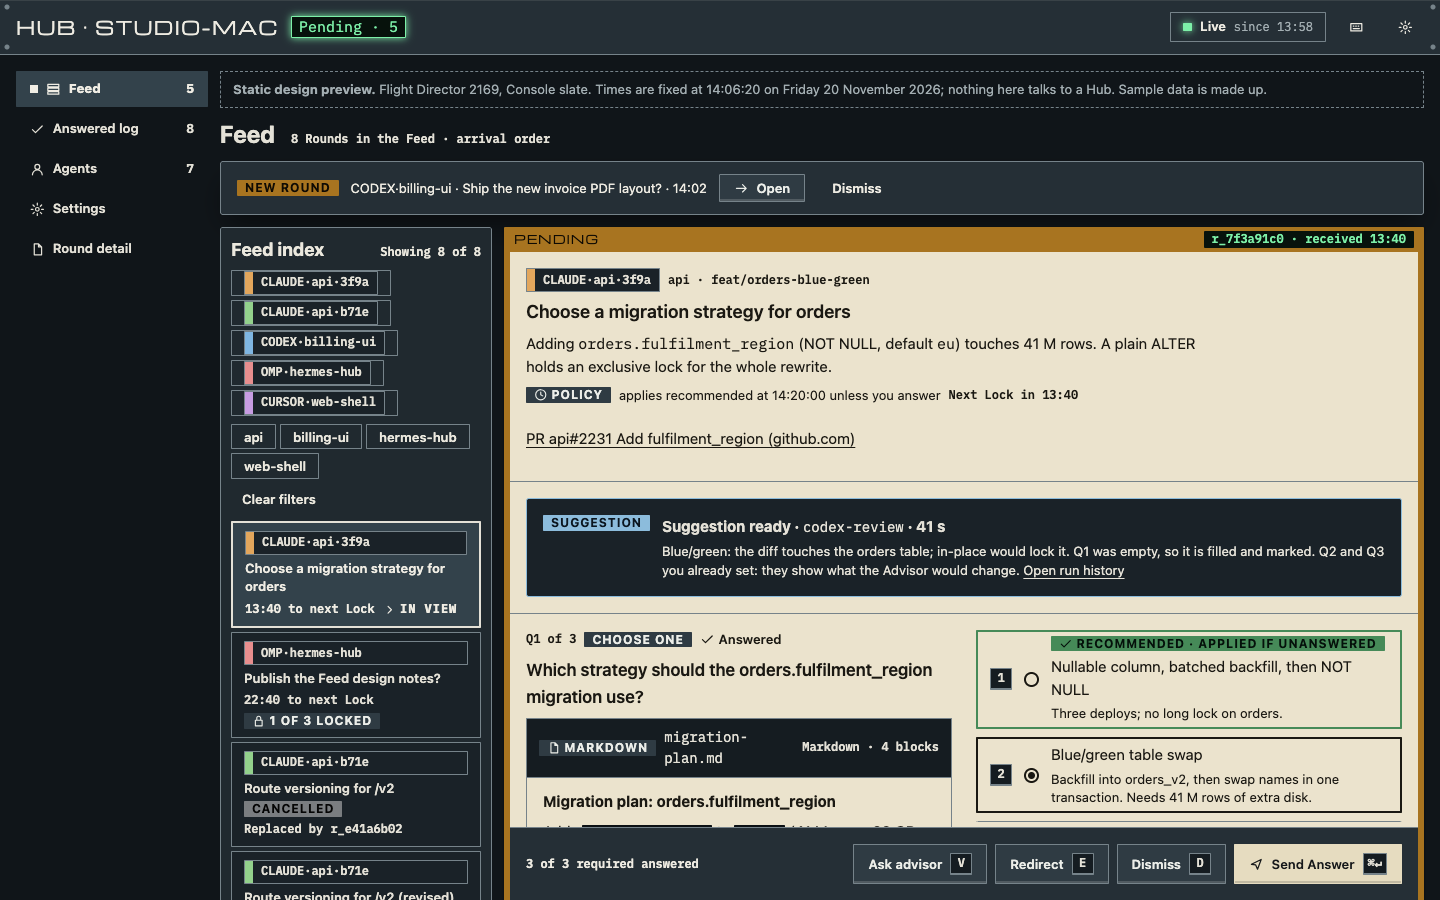 HUB · STUDIO-MAC
Pending · 5
Live since 13:58
Feed 5
Answered log 8
Agents 7
Settings
Round detail
Static design preview. Flight Director 2169, Console slate. Times are fixed at 14:06:20 on Friday 20 November 2026; nothing here talks to a Hub. Sample data is made up.
Feed
8 Rounds in the Feed · arrival order
NEW ROUND CODEX·billing-ui · Ship the new invoice PDF layout? · 14:02 Open Dismiss
Feed index
Showing 8 of 8
CLAUDE·api·3f9a
CLAUDE·api·b71e
CODEX·billing-ui
OMP·hermes-hub
CURSOR·web-shell
api billing-ui hermes-hub
web-shell
Clear filters
CLAUDE·api·3f9a
Choose a migration strategy for
orders
13:40 to next Lock > IN VIEW
OMP·hermes-hub
Publish the Feed design notes?
22:40 to next Lock
1 OF 3 LOCKED
CLAUDE·api·b71e
Route versioning for /v2
CANCELLED
Replaced by r_e41a6b02
CLAUDE·api·b71e
Route versioning for /v2 (revised)
PENDING
r_7f3a91c0 · received 13:40
CLAUDE·api·3f9a api · feat/orders-blue-green
Choose a migration strategy for orders
Adding orders.fulfilment_region (NOT NULL, default eu) touches 41 M rows. A plain ALTER
holds an exclusive lock for the whole rewrite.
POLICY applies recommended at 14:20:00 unless you answer Next Lock in 13:40
PR api#2231 Add fulfilment_region (github.com)
SUGGESTION Suggestion ready · codex-review · 41 s
Blue/green: the diff touches the orders table; in-place would lock it. Q1 was empty, so it is filled and marked. Q2 and Q3
you already set: they show what the Advisor would change. Open run history
Q1 of 3 CHOOSE ONE Answered
Which strategy should the orders.fulfilment_region
migration use?
MARKDOWN migration-
plan.md
Markdown · 4 blocks
Migration plan: orders.fulfilment_region
RECOMMENDED · APPLIED IF UNANSWERED
1 Nullable column, batched backfill, then NOT
NULL
Three deploys; no long lock on orders.
2 Blue/green table swap
Backfill into orders_v2, then swap names in one
transaction. Needs 41 M rows of extra disk.
3 of 3 required answered
Ask advisor V
Redirect E
Dismiss D
Send Answer ⌘↵